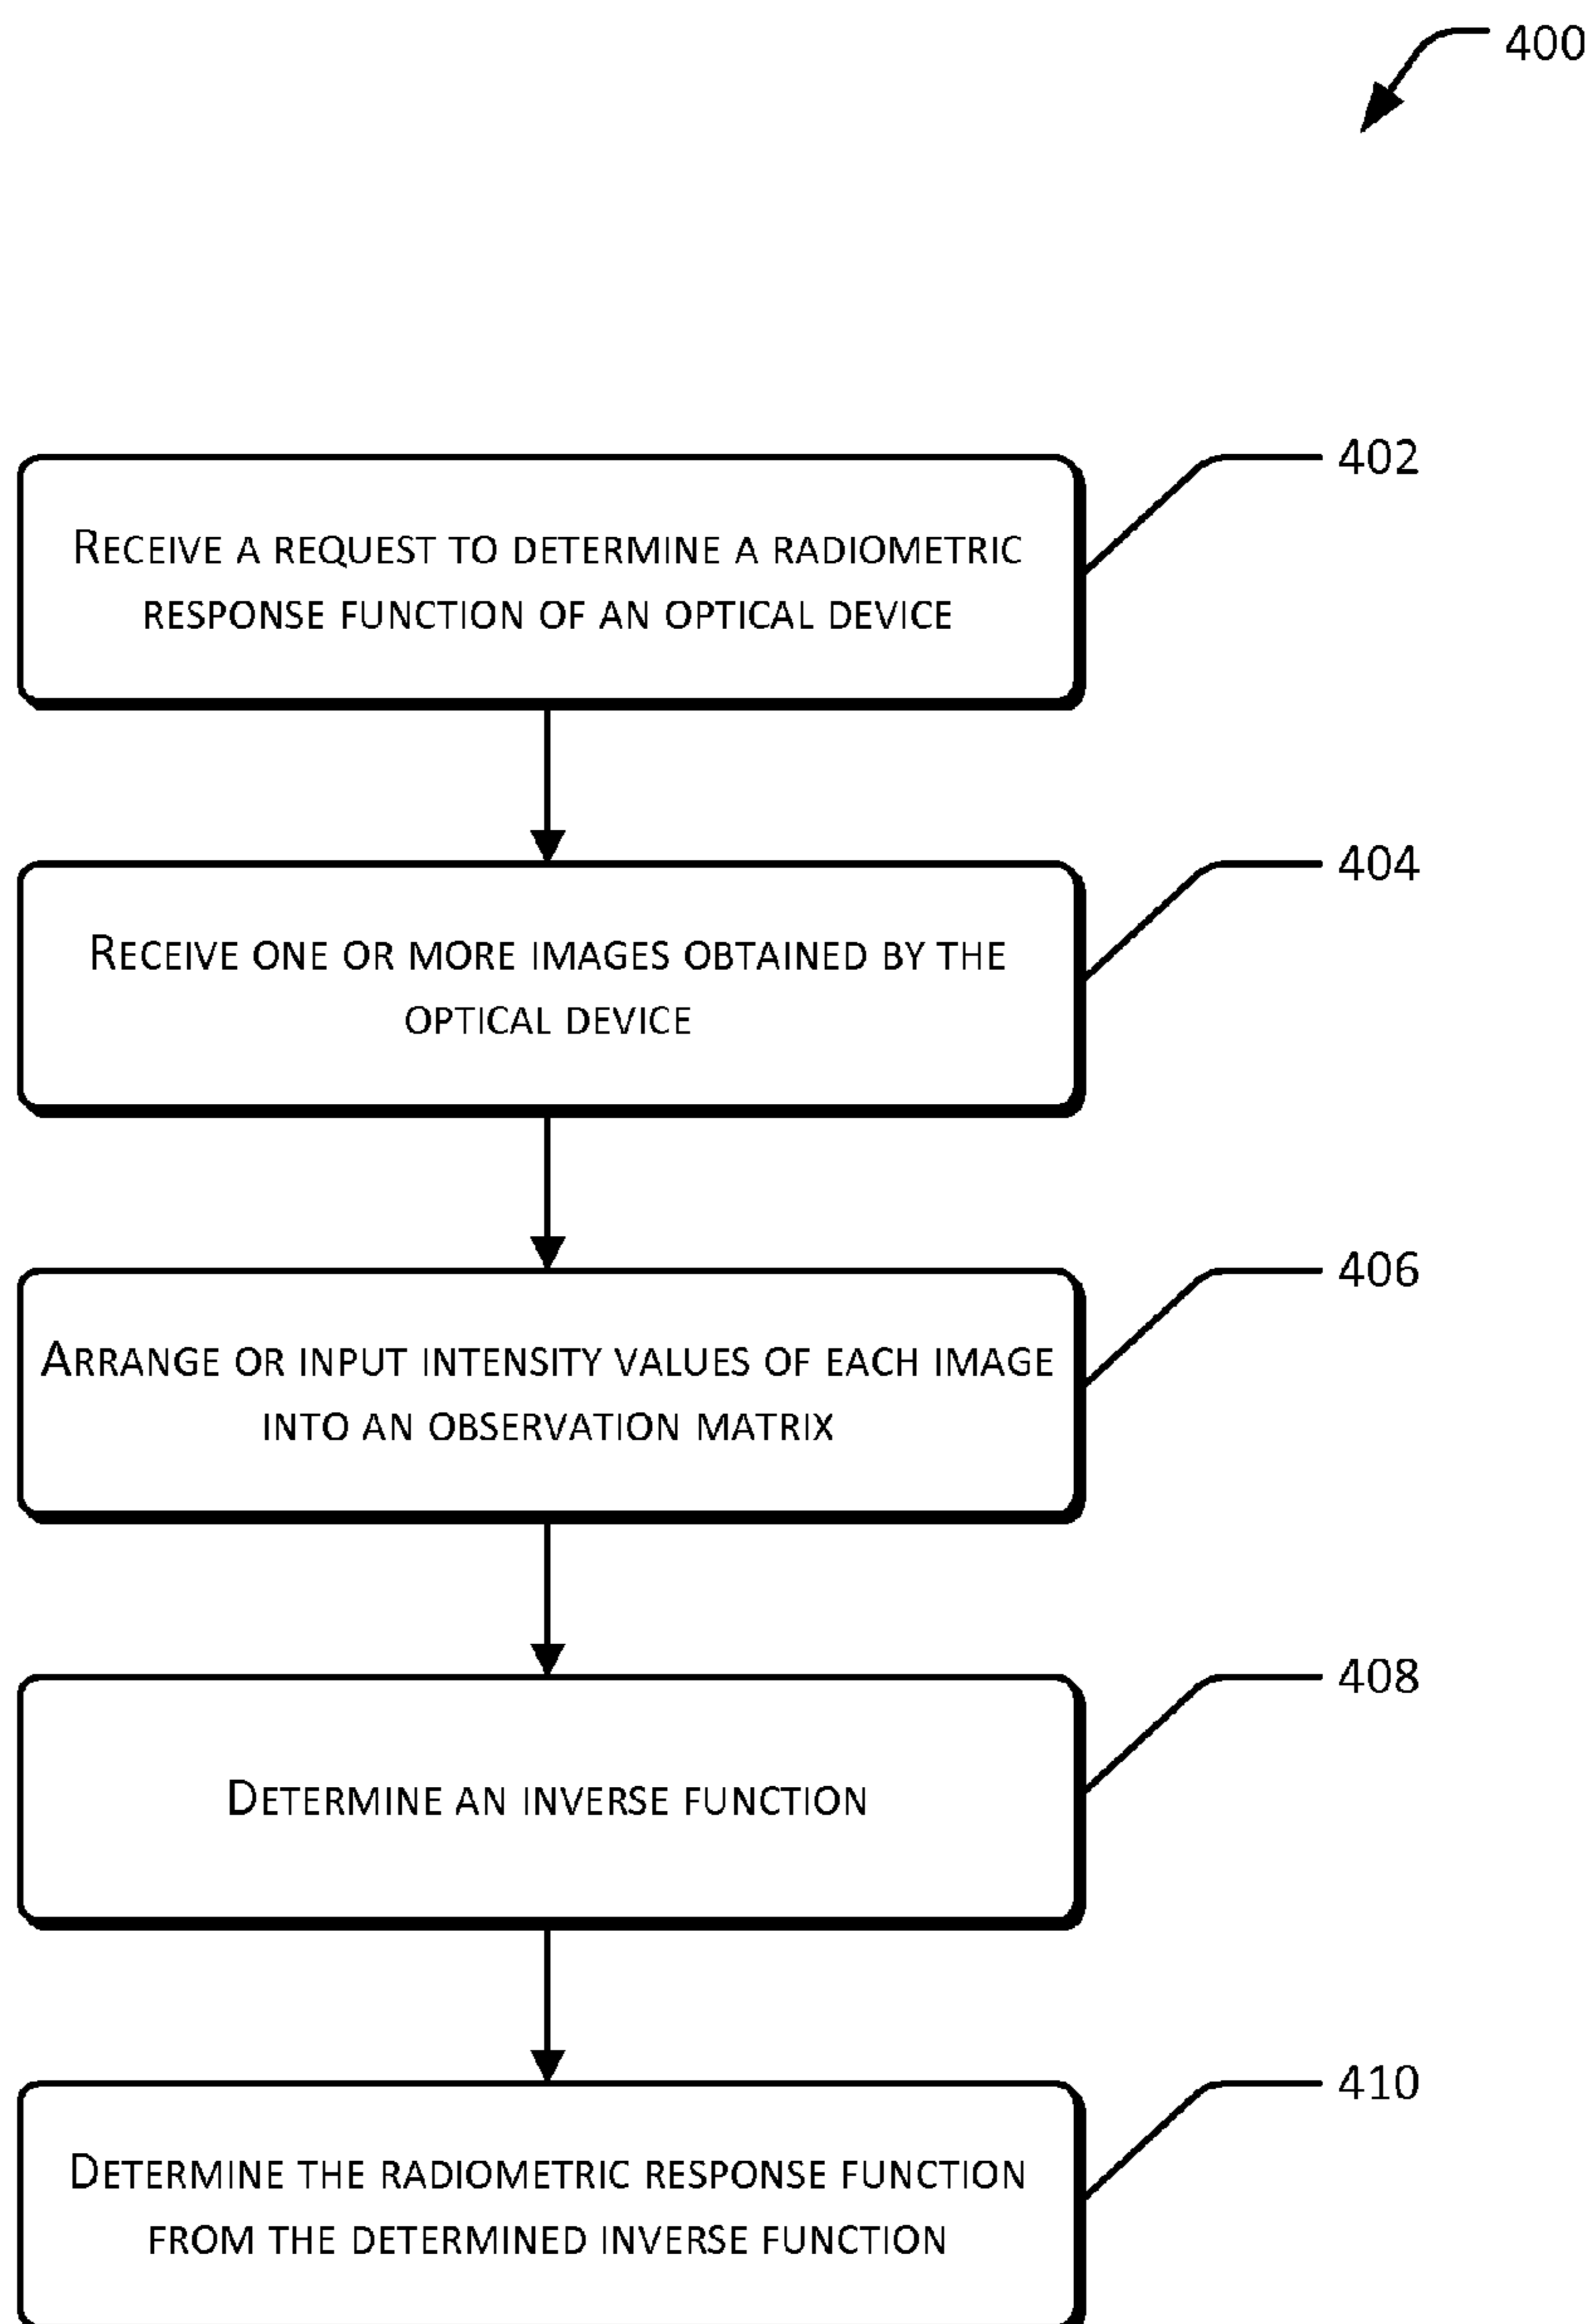 400
402
RECEIVE A REQUEST TO DETERMINE A RADIOMETRIC
RESPONSE FUNCTION OF AN OPTICAL DEVICE
404
RECEIVE ONE OR MORE IMAGES OBTAINED BY THE
OPTICAL DEVICE
406
ARRANGE OR INPUT INTENSITY VALUES OF EACH IMAGE
INTO AN OBSERVATION MATRIX
408
DETERMINE AN INVERSE FUNCTION
410
DETERMINE THE RADIOMETRIC RESPONSE FUNCTION
FROM THE DETERMINED INVERSE FUNCTION